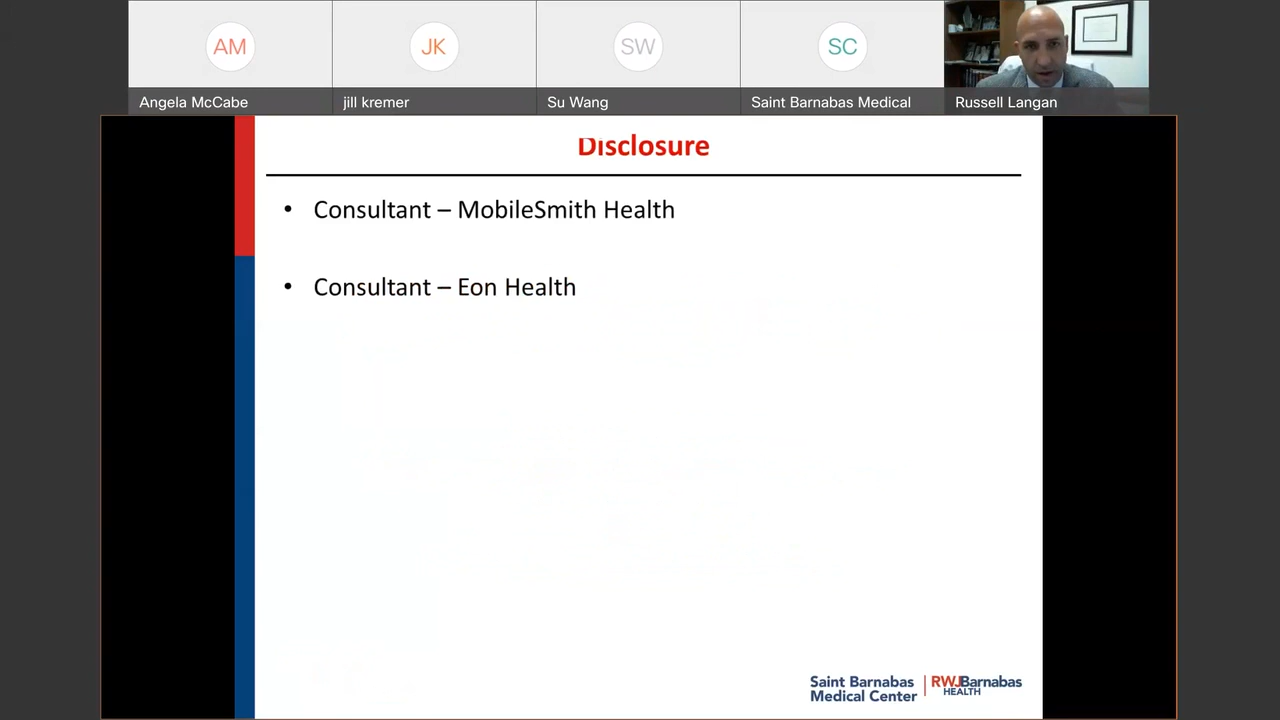 AM
JK
SW
SC
Angela McCabe
jill kremer
Su Wang
Saint Barnabas Medical
Russell Langan
Disclosure
• Consultant – MobileSmith Health
• Consultant – Eon Health
Saint Barnabas
Medical Center
RWJBarnabas
HEALTH